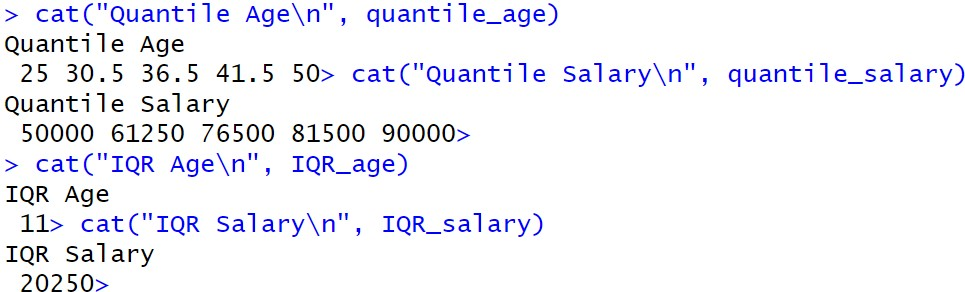 > cat("Quantile Age\n", quantile_age)
Quantile Age
 25 30.5 36.5 41.5 50> cat("Quantile Salary\n", quantile_salary)
Quantile Salary
 50000 61250 76500 81500 90000>
> cat("IQR Age\n", IQR_age)
IQR Age
 11> cat("IQR Salary\n", IQR_salary)
IQR Salary
 20250>